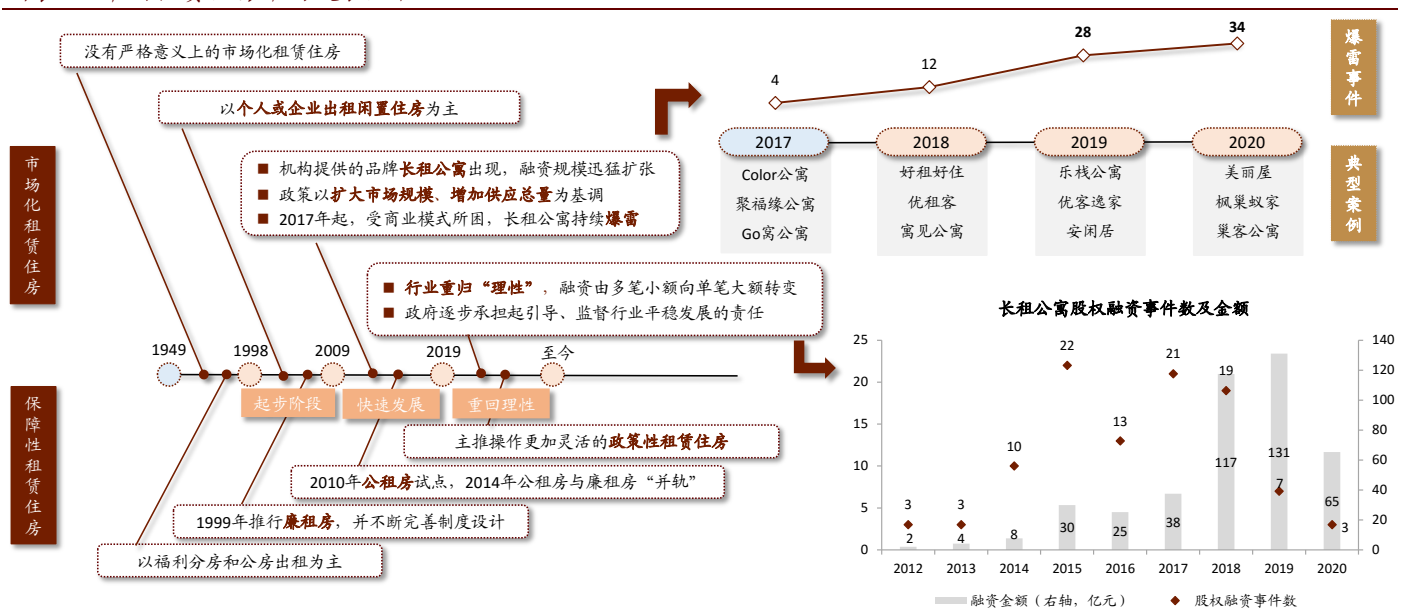 没有严格意义上的市场化租赁住房
以个人或企业出租闲置住房为主
■ 机构提供的品牌长租公寓出现，融资规模迅猛扩张
■ 政策以扩大市场规模、增加供应总量为基调
■ 2017年起，受商业模式所困，长租公寓持续爆雷
■ 行业重归“理性”，融资由多笔小额向单笔大额转变
■ 政府逐步承担起引导、监督行业平稳发展的责任
市场化租赁住房
保障性租赁住房
1949 1998 2009 2019 至今
起步阶段 快速发展 重回理性
主推操作更加灵活的政策性租赁住房
2010年公租房试点，2014年公租房与廉租房“并轨”
1999年推行廉租房，并不断完善制度设计
以福利分房和公房出租为主
4 12 28 34
爆雷事件
2017 2018 2019 2020
Color公寓 好租好住 乐栈公寓 美丽屋
聚福缘公寓 优租客 优客逸家 枫巢蚁家
Go窝公寓 寓见公寓 安闲居 巢客公寓
典型案例
长租公寓股权融资事件数及金额
25
20
15
10
5
0
140
120
100
80
60
40
20
0
3 3 10 22 13 21 19 7 3
2 4 8 30 25 38 117 131 65
2012 2013 2014 2015 2016 2017 2018 2019 2020
融资金额（右轴，亿元） 股权融资事件数